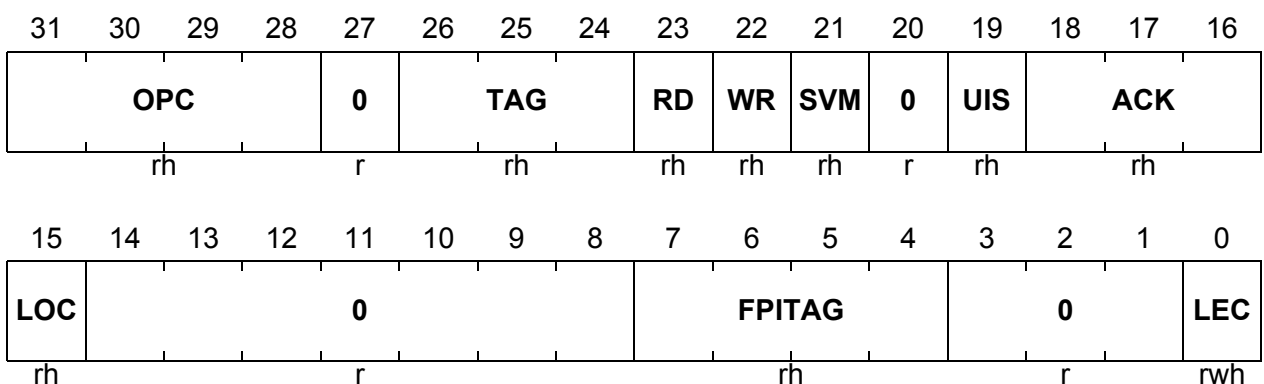 31 30 29 28 27 26 25 24 23 22 21 20 19 18 17 16
OPC 0 TAG RD WR SVM 0 UIS ACK
rh r rh rh rh rh r rh rh
15 14 13 12 11 10 9 8 7 6 5 4 3 2 1 0
LOC 0 FPITAG 0 LEC
rh r rh r rwh